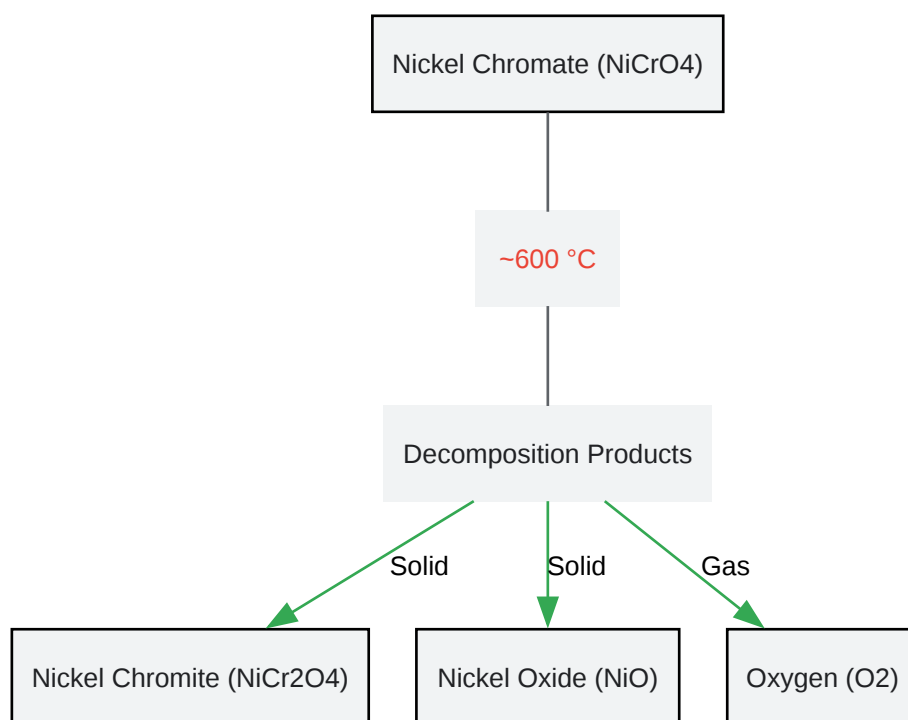 Nickel Chromate (NiCrO4)
~600 °C
Decomposition Products
Solid
Solid
Gas
Nickel Chromite (NiCr2O4)
Nickel Oxide (NiO)
Oxygen (O2)